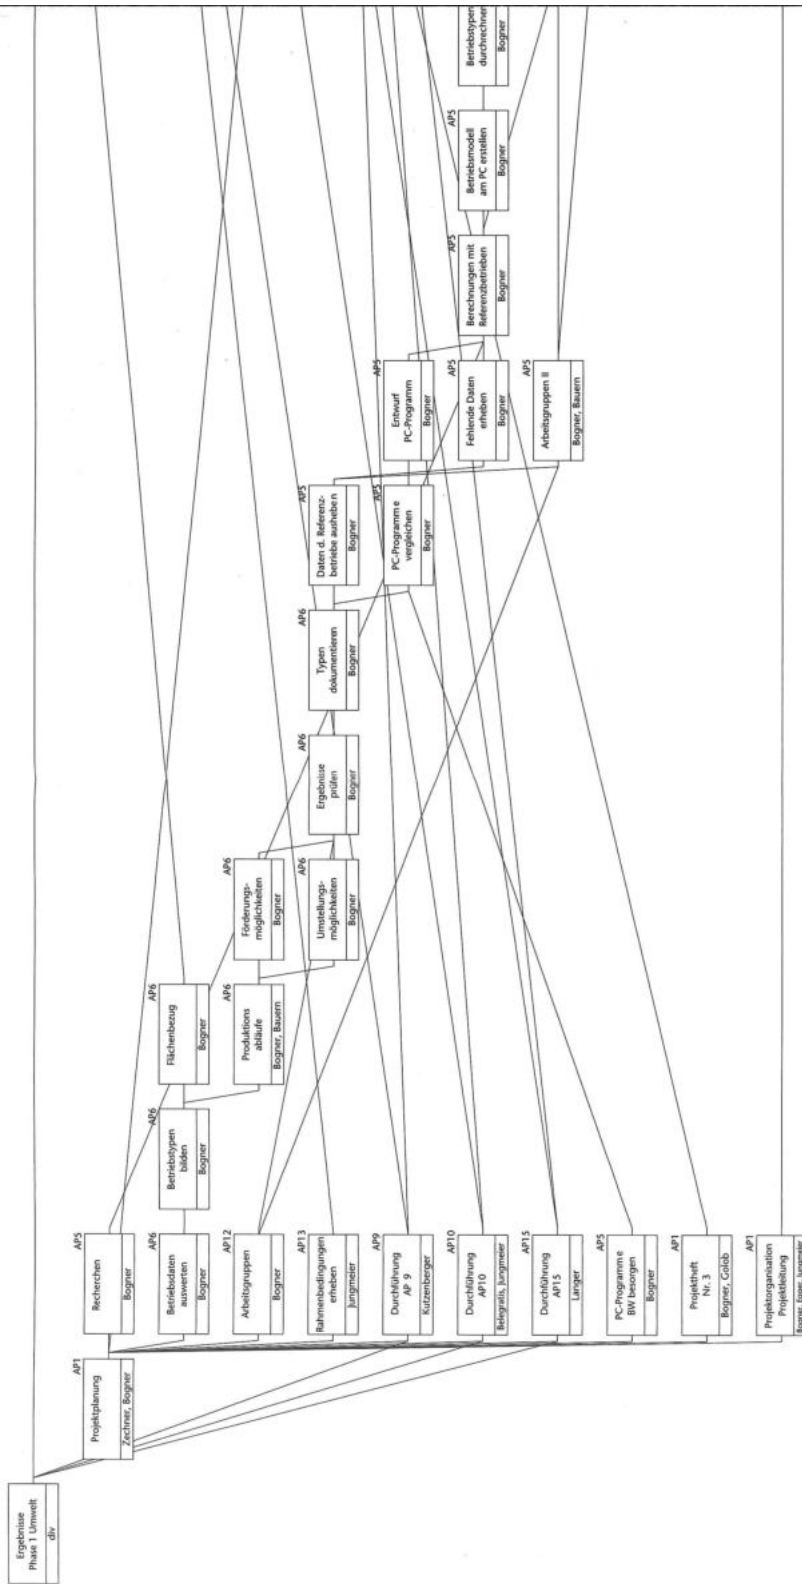 Ergebnisse
Phase 1 Umwelt
div
AP1
Projektplanung
Zechner, Bogner
AP5
Recherchen
Bogner
AP6
Betriebsdaten
auswerten
Bogner
AP12
Arbeitsgruppen
Bogner
AP13
Rahmenbedingungen
erheben
Jungmeier
AP9
Durchführung
AP 9
Kutzenberger
AP10
Durchführung
AP10
Belegratis, Jungmeier
AP15
Durchführung
AP15
Langer
AP5
PC-Programme
BW besorgen
Bogner
AP1
Projektheft
Nr. 3
Bogner, Golob
AP1
Projektorganisation
Projektleitung
Bogner, Jungmeier
AP6
Betriebstypen
bilden
Bogner
AP6
Flächenbezug
Bogner
AP6
Produktions
abläufe
Bogner, Bauern
AP6
Förderungs-
möglichkeiten
Bogner
AP6
Umstellungs-
möglichkeiten
Bogner
AP6
Ergebnisse
prüfen
Bogner
AP6
Typen
dokumentieren
Bogner
AP5
Daten d. Referenz-
betriebe ausheben
Bogner
AP5
PC-Programme
vergleichen
Bogner
AP5
Entwurf
PC-Programm
Bogner
AP5
Fehlende Daten
erheben
Bogner
AP5
Arbeitsgruppen II
Bogner, Bauern
AP5
Berechnungen mit
Referenzbetrieben
Bogner
AP5
Betriebsmodell
am PC erstellen
Bogner
Betriebstypen
durchrechnen
Bogner